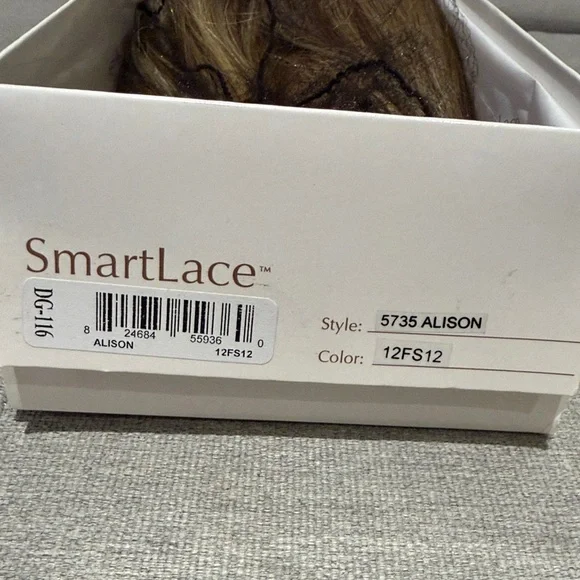 SmartLace™
DG-116
8 24684 55936 0
ALISON 12FS12
Style: 5735 ALISON
Color: 12FS12